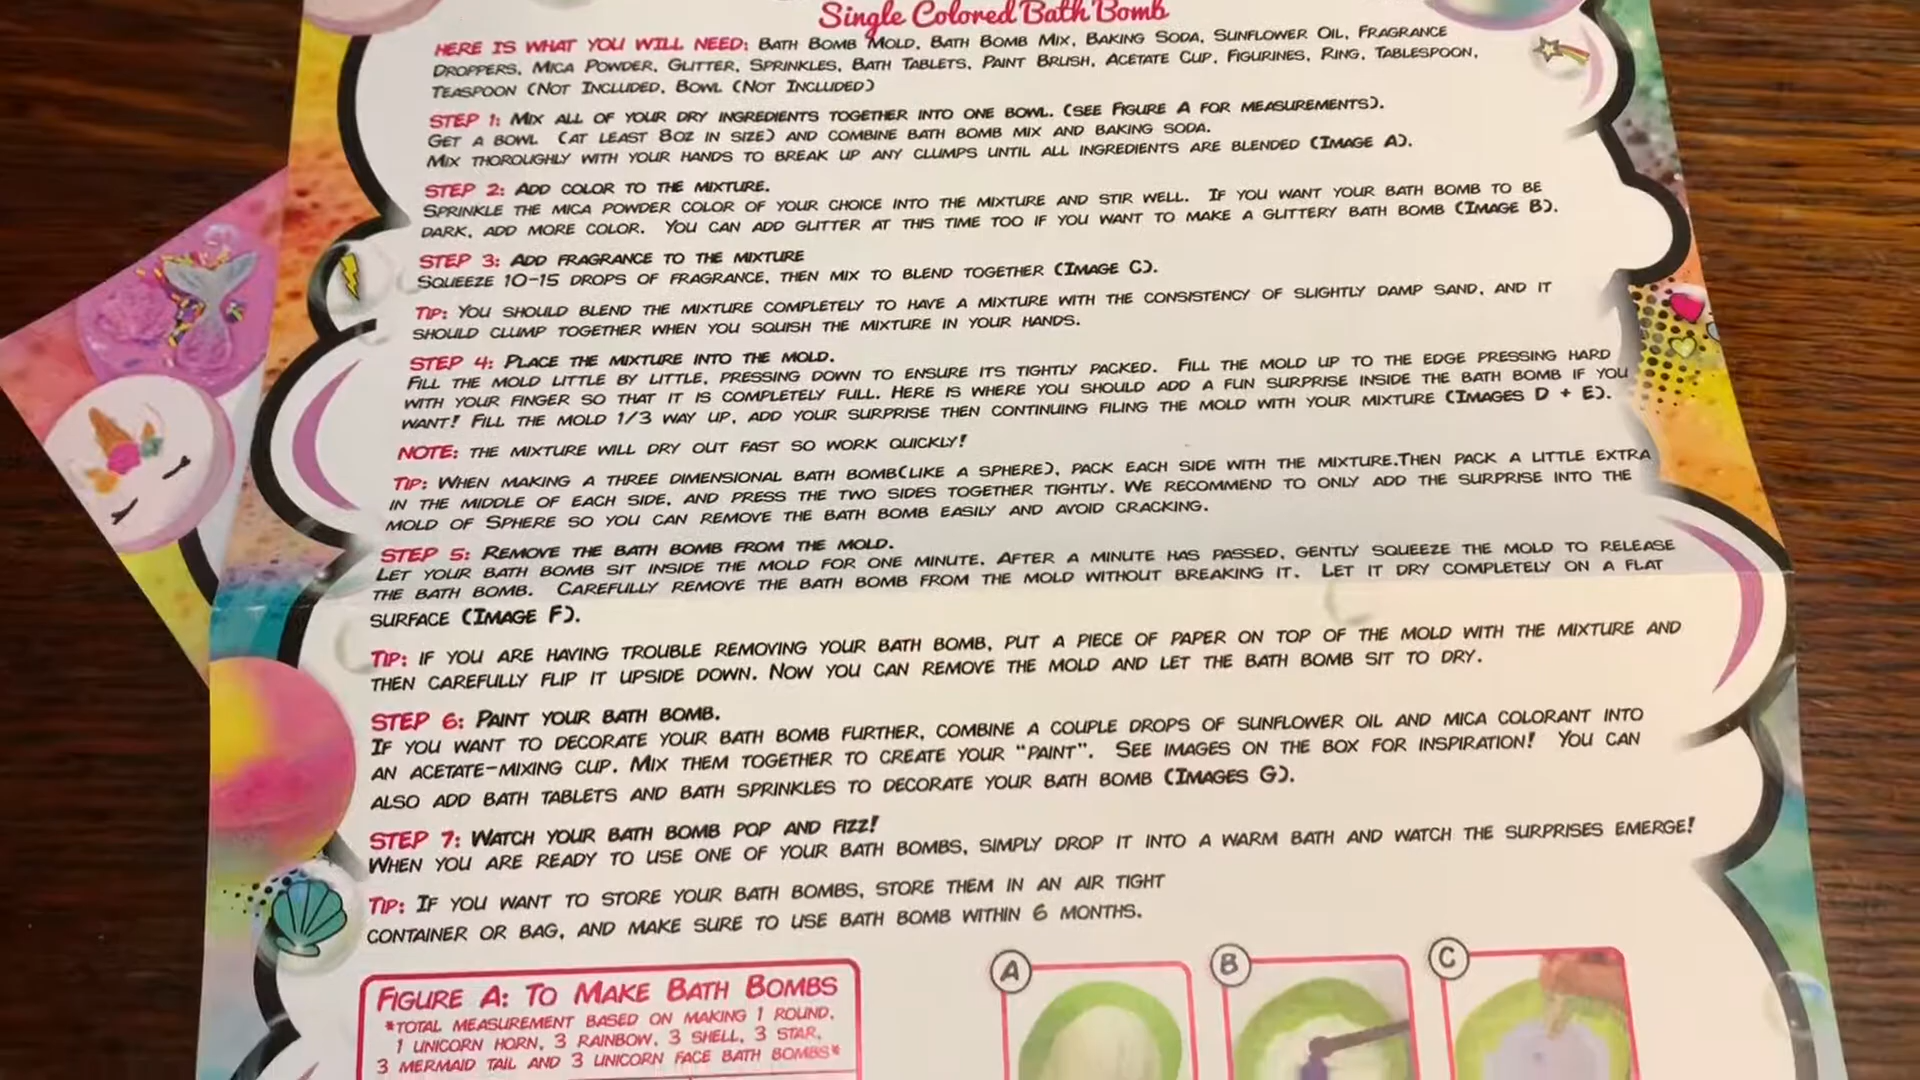 Single Colored Bath Bomb
HERE IS WHAT YOU WILL NEED: BATH BOMB MOLD, BATH BOMB MIX, BAKING SODA, SUNFLOWER OIL, FRAGRANCE
DROPPERS, MICA POWDER, GLITTER, SPRINKLES, BATH TABLETS, PAINT BRUSH, ACETATE CUP, FIGURINES, RING, TABLESPOON,
TEASPOON (NOT INCLUDED, BOWL (NOT INCLUDED)
STEP 1: MIX ALL OF YOUR DRY INGREDIENTS TOGETHER INTO ONE BOWL. (SEE FIGURE A FOR MEASUREMENTS).
GET A BOWL (AT LEAST 8OZ IN SIZE) AND COMBINE BATH BOMB MIX AND BAKING SODA.
MIX THOROUGHLY WITH YOUR HANDS TO BREAK UP ANY CLUMPS UNTIL ALL INGREDIENTS ARE BLENDED (IMAGE A).
STEP 2: ADD COLOR TO THE MIXTURE.
SPRINKLE THE MICA POWDER COLOR OF YOUR CHOICE INTO THE MIXTURE AND STIR WELL. IF YOU WANT YOUR BATH BOMB TO BE
DARK, ADD MORE COLOR. YOU CAN ADD GLITTER AT THIS TIME TOO IF YOU WANT TO MAKE A GLITTERY BATH BOMB (IMAGE B).
STEP 3: ADD FRAGRANCE TO THE MIXTURE
SQUEEZE 10-15 DROPS OF FRAGRANCE, THEN MIX TO BLEND TOGETHER (IMAGE C).
TIP: YOU SHOULD BLEND THE MIXTURE COMPLETELY TO HAVE A MIXTURE WITH THE CONSISTENCY OF SLIGHTLY DAMP SAND, AND IT
SHOULD CLUMP TOGETHER WHEN YOU SQUISH THE MIXTURE IN YOUR HANDS.
STEP 4: PLACE THE MIXTURE INTO THE MOLD.
FILL THE MOLD LITTLE BY LITTLE, PRESSING DOWN TO ENSURE ITS TIGHTLY PACKED. FILL THE MOLD UP TO THE EDGE PRESSING HARD
WITH YOUR FINGER SO THAT IT IS COMPLETELY FULL. HERE IS WHERE YOU SHOULD ADD A FUN SURPRISE INSIDE THE BATH BOMB IF YOU
WANT! FILL THE MOLD 1/3 WAY UP, ADD YOUR SURPRISE THEN CONTINUING FILING THE MOLD WITH YOUR MIXTURE (IMAGES D + E).
NOTE: THE MIXTURE WILL DRY OUT FAST SO WORK QUICKLY!
TIP: WHEN MAKING A THREE DIMENSIONAL BATH BOMB(LIKE A SPHERE), PACK EACH SIDE WITH THE MIXTURE.THEN PACK A LITTLE EXTRA
IN THE MIDDLE OF EACH SIDE, AND PRESS THE TWO SIDES TOGETHER TIGHTLY. WE RECOMMEND TO ONLY ADD THE SURPRISE INTO THE
MOLD OF SPHERE SO YOU CAN REMOVE THE BATH BOMB EASILY AND AVOID CRACKING.
STEP 5: REMOVE THE BATH BOMB FROM THE MOLD.
LET YOUR BATH BOMB SIT INSIDE THE MOLD FOR ONE MINUTE. AFTER A MINUTE HAS PASSED, GENTLY SQUEEZE THE MOLD TO RELEASE
THE BATH BOMB. CAREFULLY REMOVE THE BATH BOMB FROM THE MOLD WITHOUT BREAKING IT. LET IT DRY COMPLETELY ON A FLAT
SURFACE (IMAGE F).
TIP: IF YOU ARE HAVING TROUBLE REMOVING YOUR BATH BOMB, PUT A PIECE OF PAPER ON TOP OF THE MOLD WITH THE MIXTURE AND
THEN CAREFULLY FLIP IT UPSIDE DOWN. NOW YOU CAN REMOVE THE MOLD AND LET THE BATH BOMB SIT TO DRY.
STEP 6: PAINT YOUR BATH BOMB.
IF YOU WANT TO DECORATE YOUR BATH BOMB FURTHER, COMBINE A COUPLE DROPS OF SUNFLOWER OIL AND MICA COLORANT INTO
AN ACETATE-MIXING CUP. MIX THEM TOGETHER TO CREATE YOUR "PAINT". SEE IMAGES ON THE BOX FOR INSPIRATION! YOU CAN
ALSO ADD BATH TABLETS AND BATH SPRINKLES TO DECORATE YOUR BATH BOMB (IMAGES G).
STEP 7: WATCH YOUR BATH BOMB POP AND FIZZ!
WHEN YOU ARE READY TO USE ONE OF YOUR BATH BOMBS, SIMPLY DROP IT INTO A WARM BATH AND WATCH THE SURPRISES EMERGE!
TIP: IF YOU WANT TO STORE YOUR BATH BOMBS, STORE THEM IN AN AIR TIGHT
CONTAINER OR BAG, AND MAKE SURE TO USE BATH BOMB WITHIN 6 MONTHS.
FIGURE A: TO MAKE BATH BOMBS
*TOTAL MEASUREMENT BASED ON MAKING 1 ROUND,
1 UNICORN HORN, 3 RAINBOW, 3 SHELL, 3 STAR,
3 MERMAID TAIL AND 3 UNICORN FACE BATH BOMBS*
A
B
C